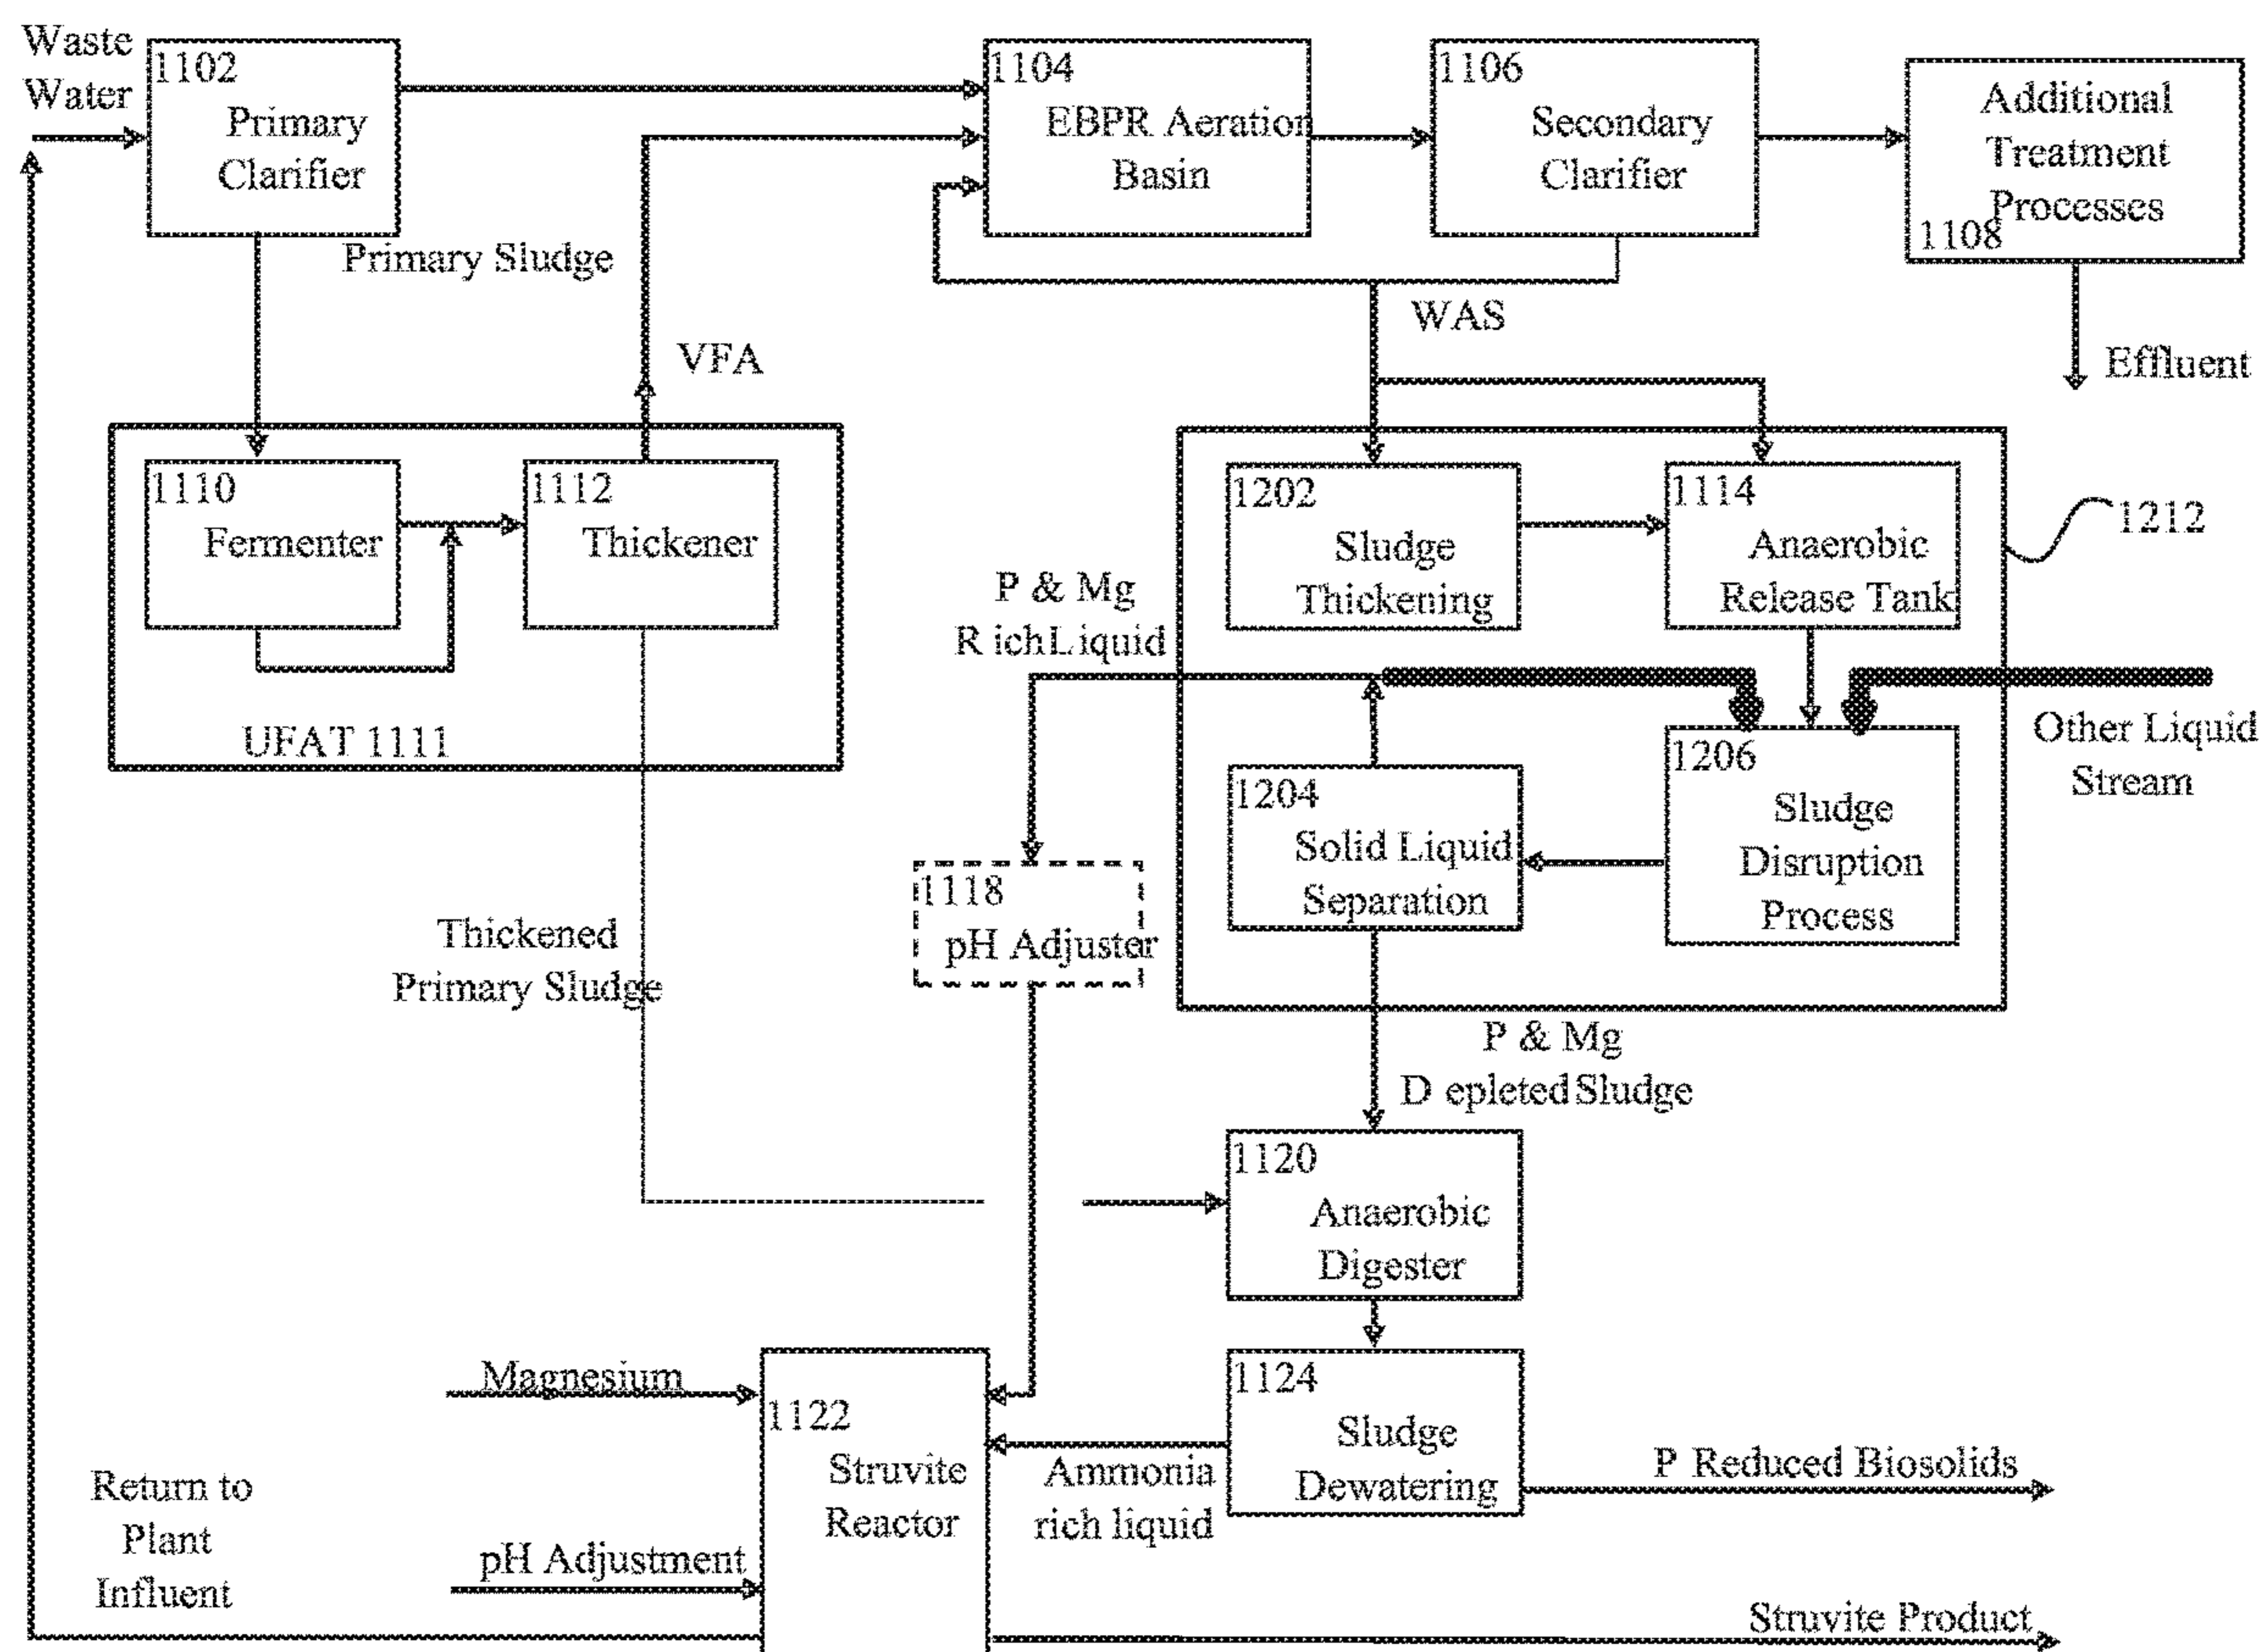 Waste
Water
1102
Primary
Clarifier
1104
EBPR Aeration
Basin
1106
Secondary
Clarifier
Additional
Treatment
Processes
1108
Primary Sludge
VFA
WAS
Effluent
1110
Fermenter
1112
Thickener
UFAT 1111
1202
Sludge
Thickening
1114
Anaerobic
Release Tank
1212
P & Mg
R ichLiquid
Other Liquid
Stream
1204
Solid Liquid
Separation
1206
Sludge
Disruption
Process
1118
pH Adjuster
Thickened
Primary Sludge
P & Mg
D epletedSludge
1120
Anaerobic
Digester
Magnesium
1122
Struvite
Reactor
1124
Sludge
Dewatering
Ammonia
rich liquid
P Reduced Biosolids
Return to
Plant
Influent
pH Adjustment
Struvite Product